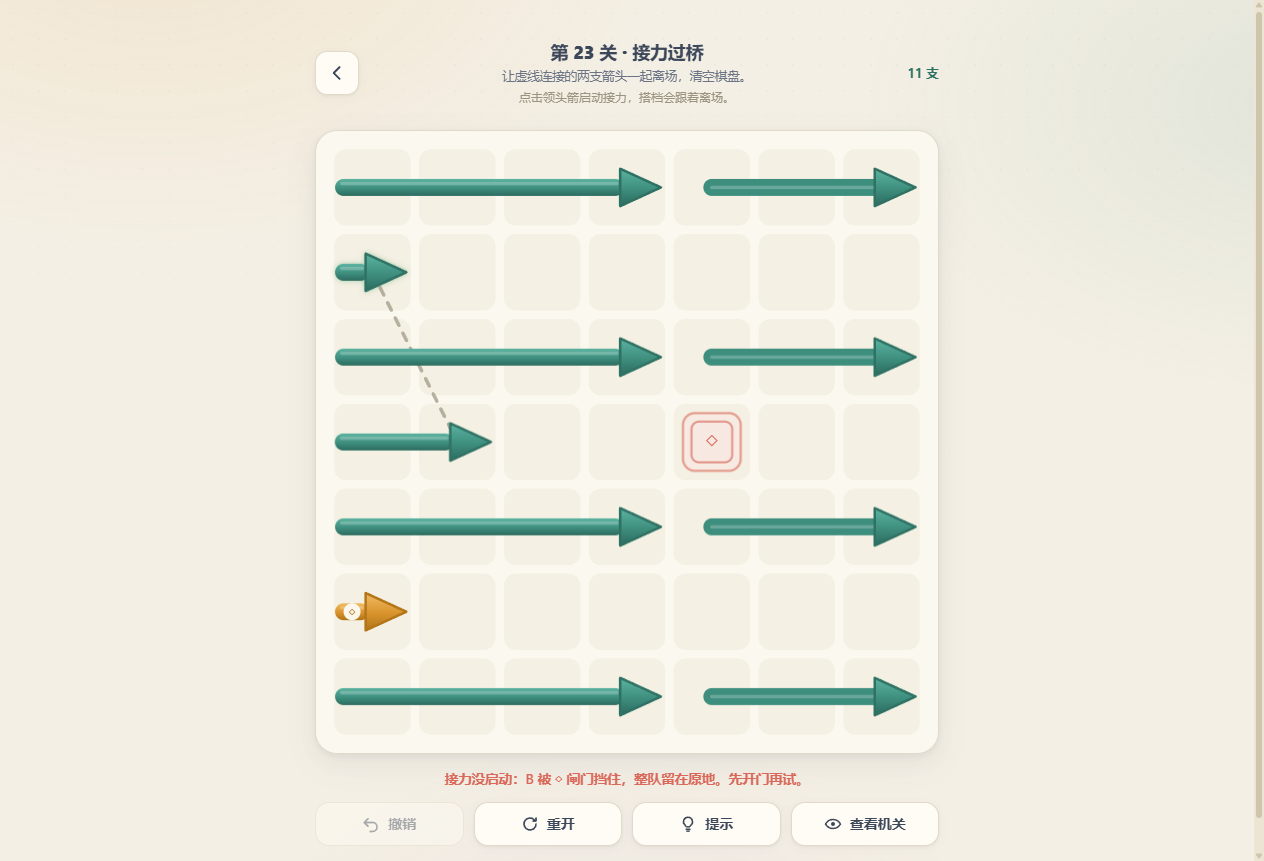 第 23 关 · 接力过桥
让虚线连接的两支箭头一起离场，清空棋盘。
点击领头箭启动接力，搭档会跟着离场。
11 支
接力没启动：B 被 ◇ 闸门挡住，整队留在原地。先开门再试。
撤销
重开
提示
查看机关